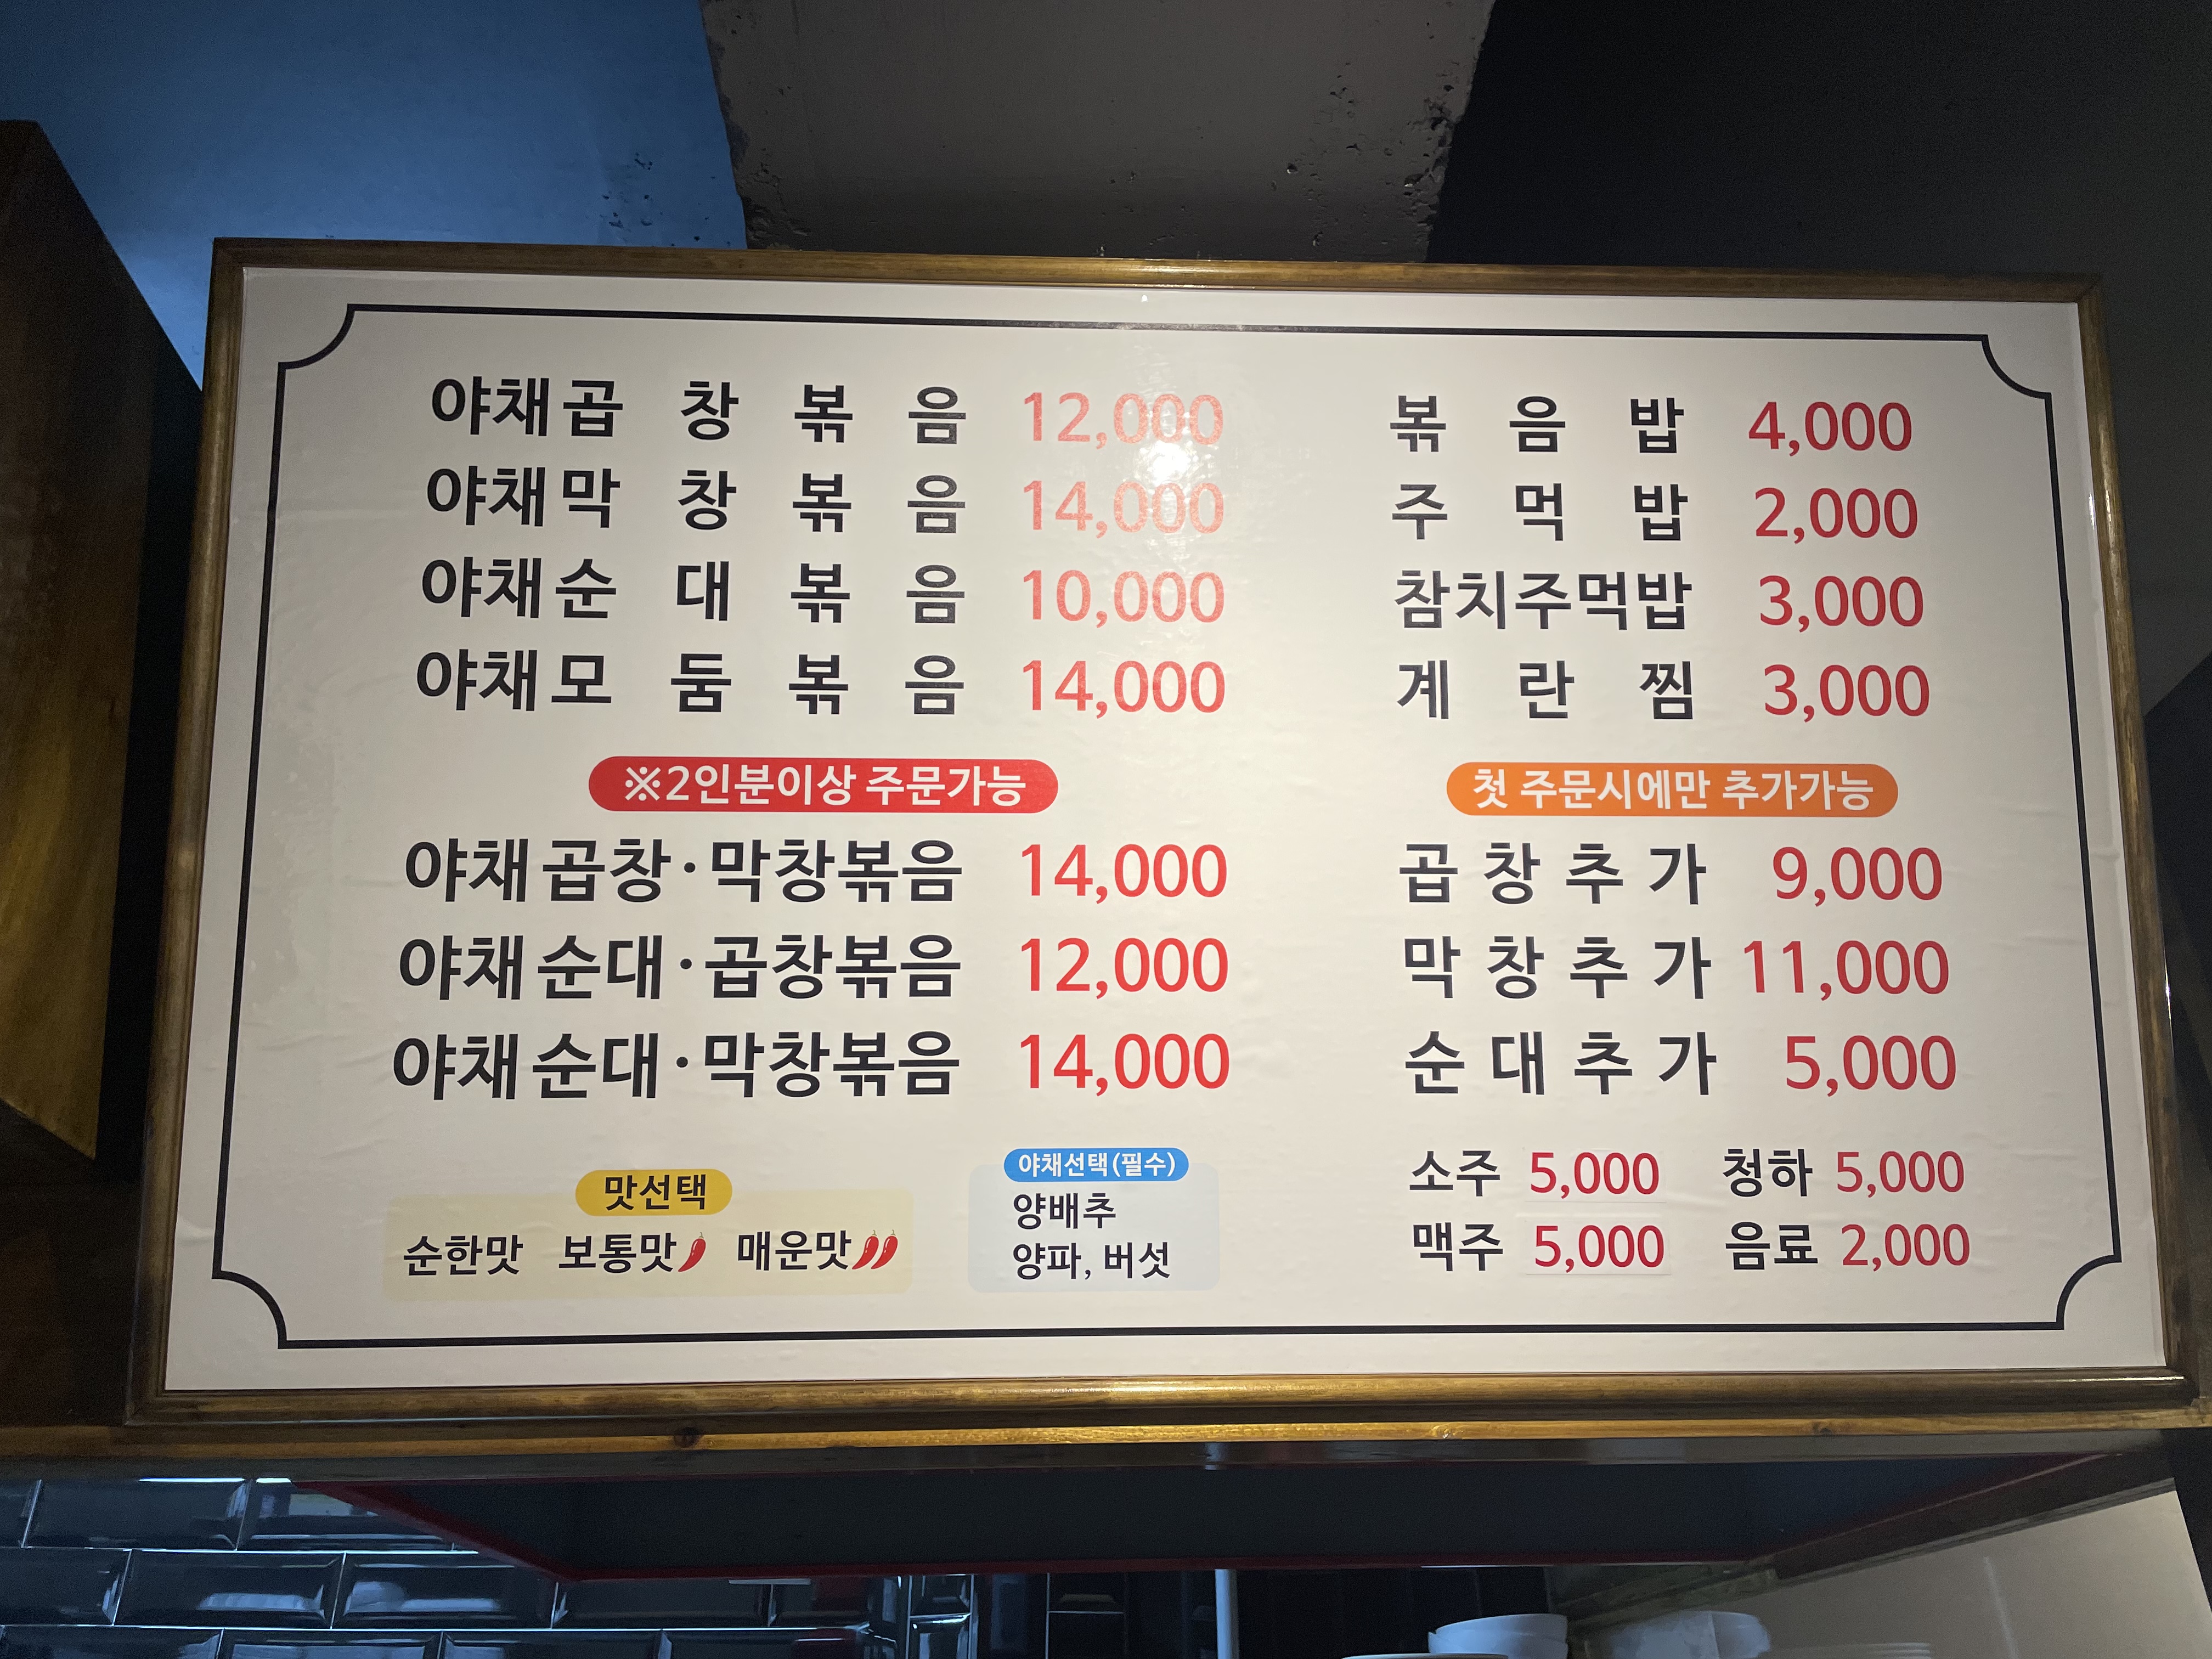 야채곱창볶음 12,000
야채막창볶음 14,000
야채순대볶음 10,000
야채모둠볶음 14,000
※2인분이상 주문가능
야채곱창·막창볶음 14,000
야채순대·곱창볶음 12,000
야채순대·막창볶음 14,000
맛선택
순한맛 보통맛 매운맛
야채선택(필수)
양배추
양파, 버섯
볶음밥 4,000
주먹밥 2,000
참치주먹밥 3,000
계란찜 3,000
첫 주문시에만 추가가능
곱창추가 9,000
막창추가 11,000
순대추가 5,000
소주 5,000 청하 5,000
맥주 5,000 음료 2,000